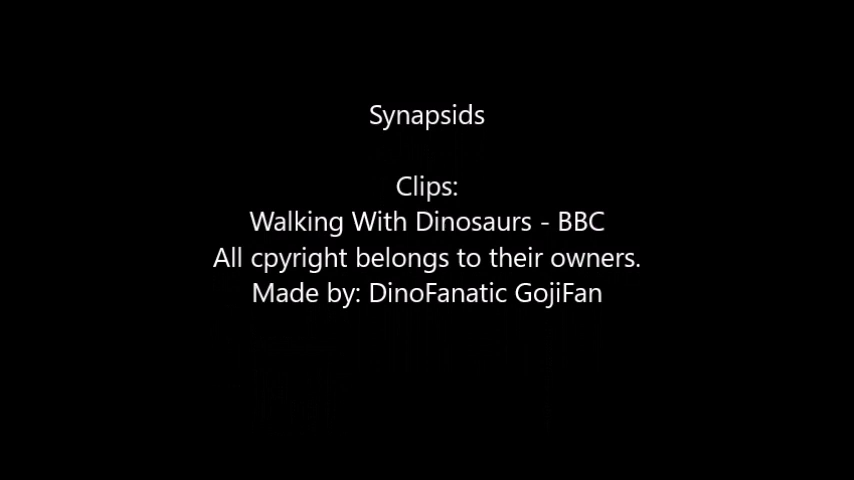 Synapsids
Clips:
Walking With Dinosaurs - BBC
All cpyright belongs to their owners.
Made by: DinoFanatic GojiFan